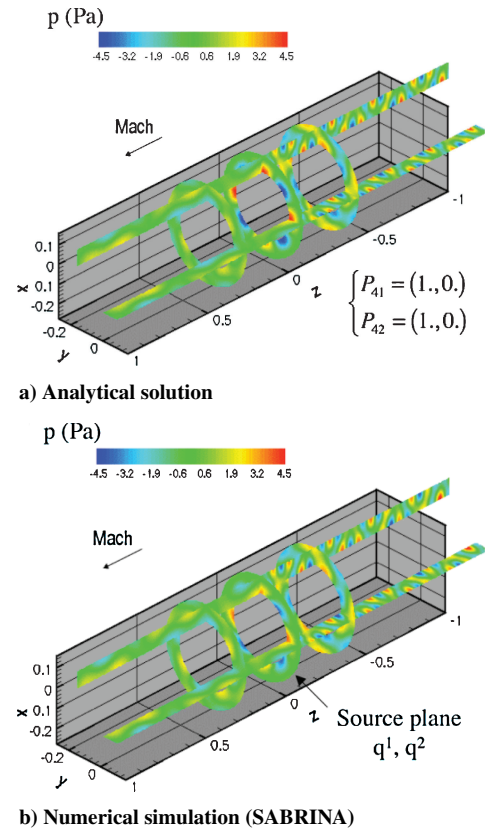 p (Pa)
-4.5 -3.2 -1.9 -0.6 0.6 1.9 3.2 4.5
Mach
0.1
0
0.1
-0.2
x
-0.2
0
1
y
0.5
0
z
-0.5
-1
P41 = (1.,0.)
P42 = (1.,0.)
a) Analytical solution
p (Pa)
-4.5 -3.2 -1.9 -0.6 0.6 1.9 3.2 4.5
Mach
0.1
0
0.1
-0.2
x
-0.2
0
1
y
0.5
0
z
-0.5
-1
Source plane
q¹, q²
b) Numerical simulation (SABRINA)